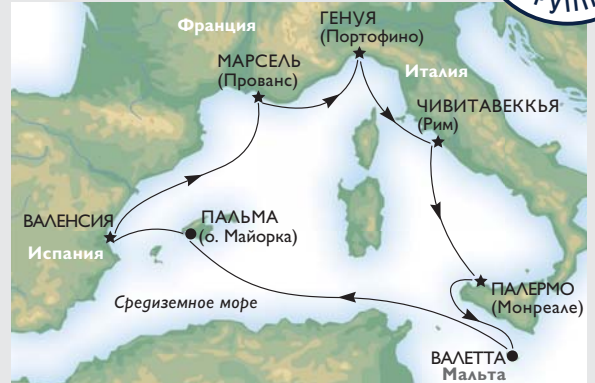 Франция
ГЕНУЯ
(Портофино)
МАРСЕЛЬ
(Прованс)
Италия
ЧИВИТАВЕККЬЯ
(Рим)
ВАЛЕНСИЯ
Испания
ПАЛЬМА
(о. Майорка)
ПАЛЕРМО
(Монреале)
Средиземное море
ВАЛЕТТА
Мальта